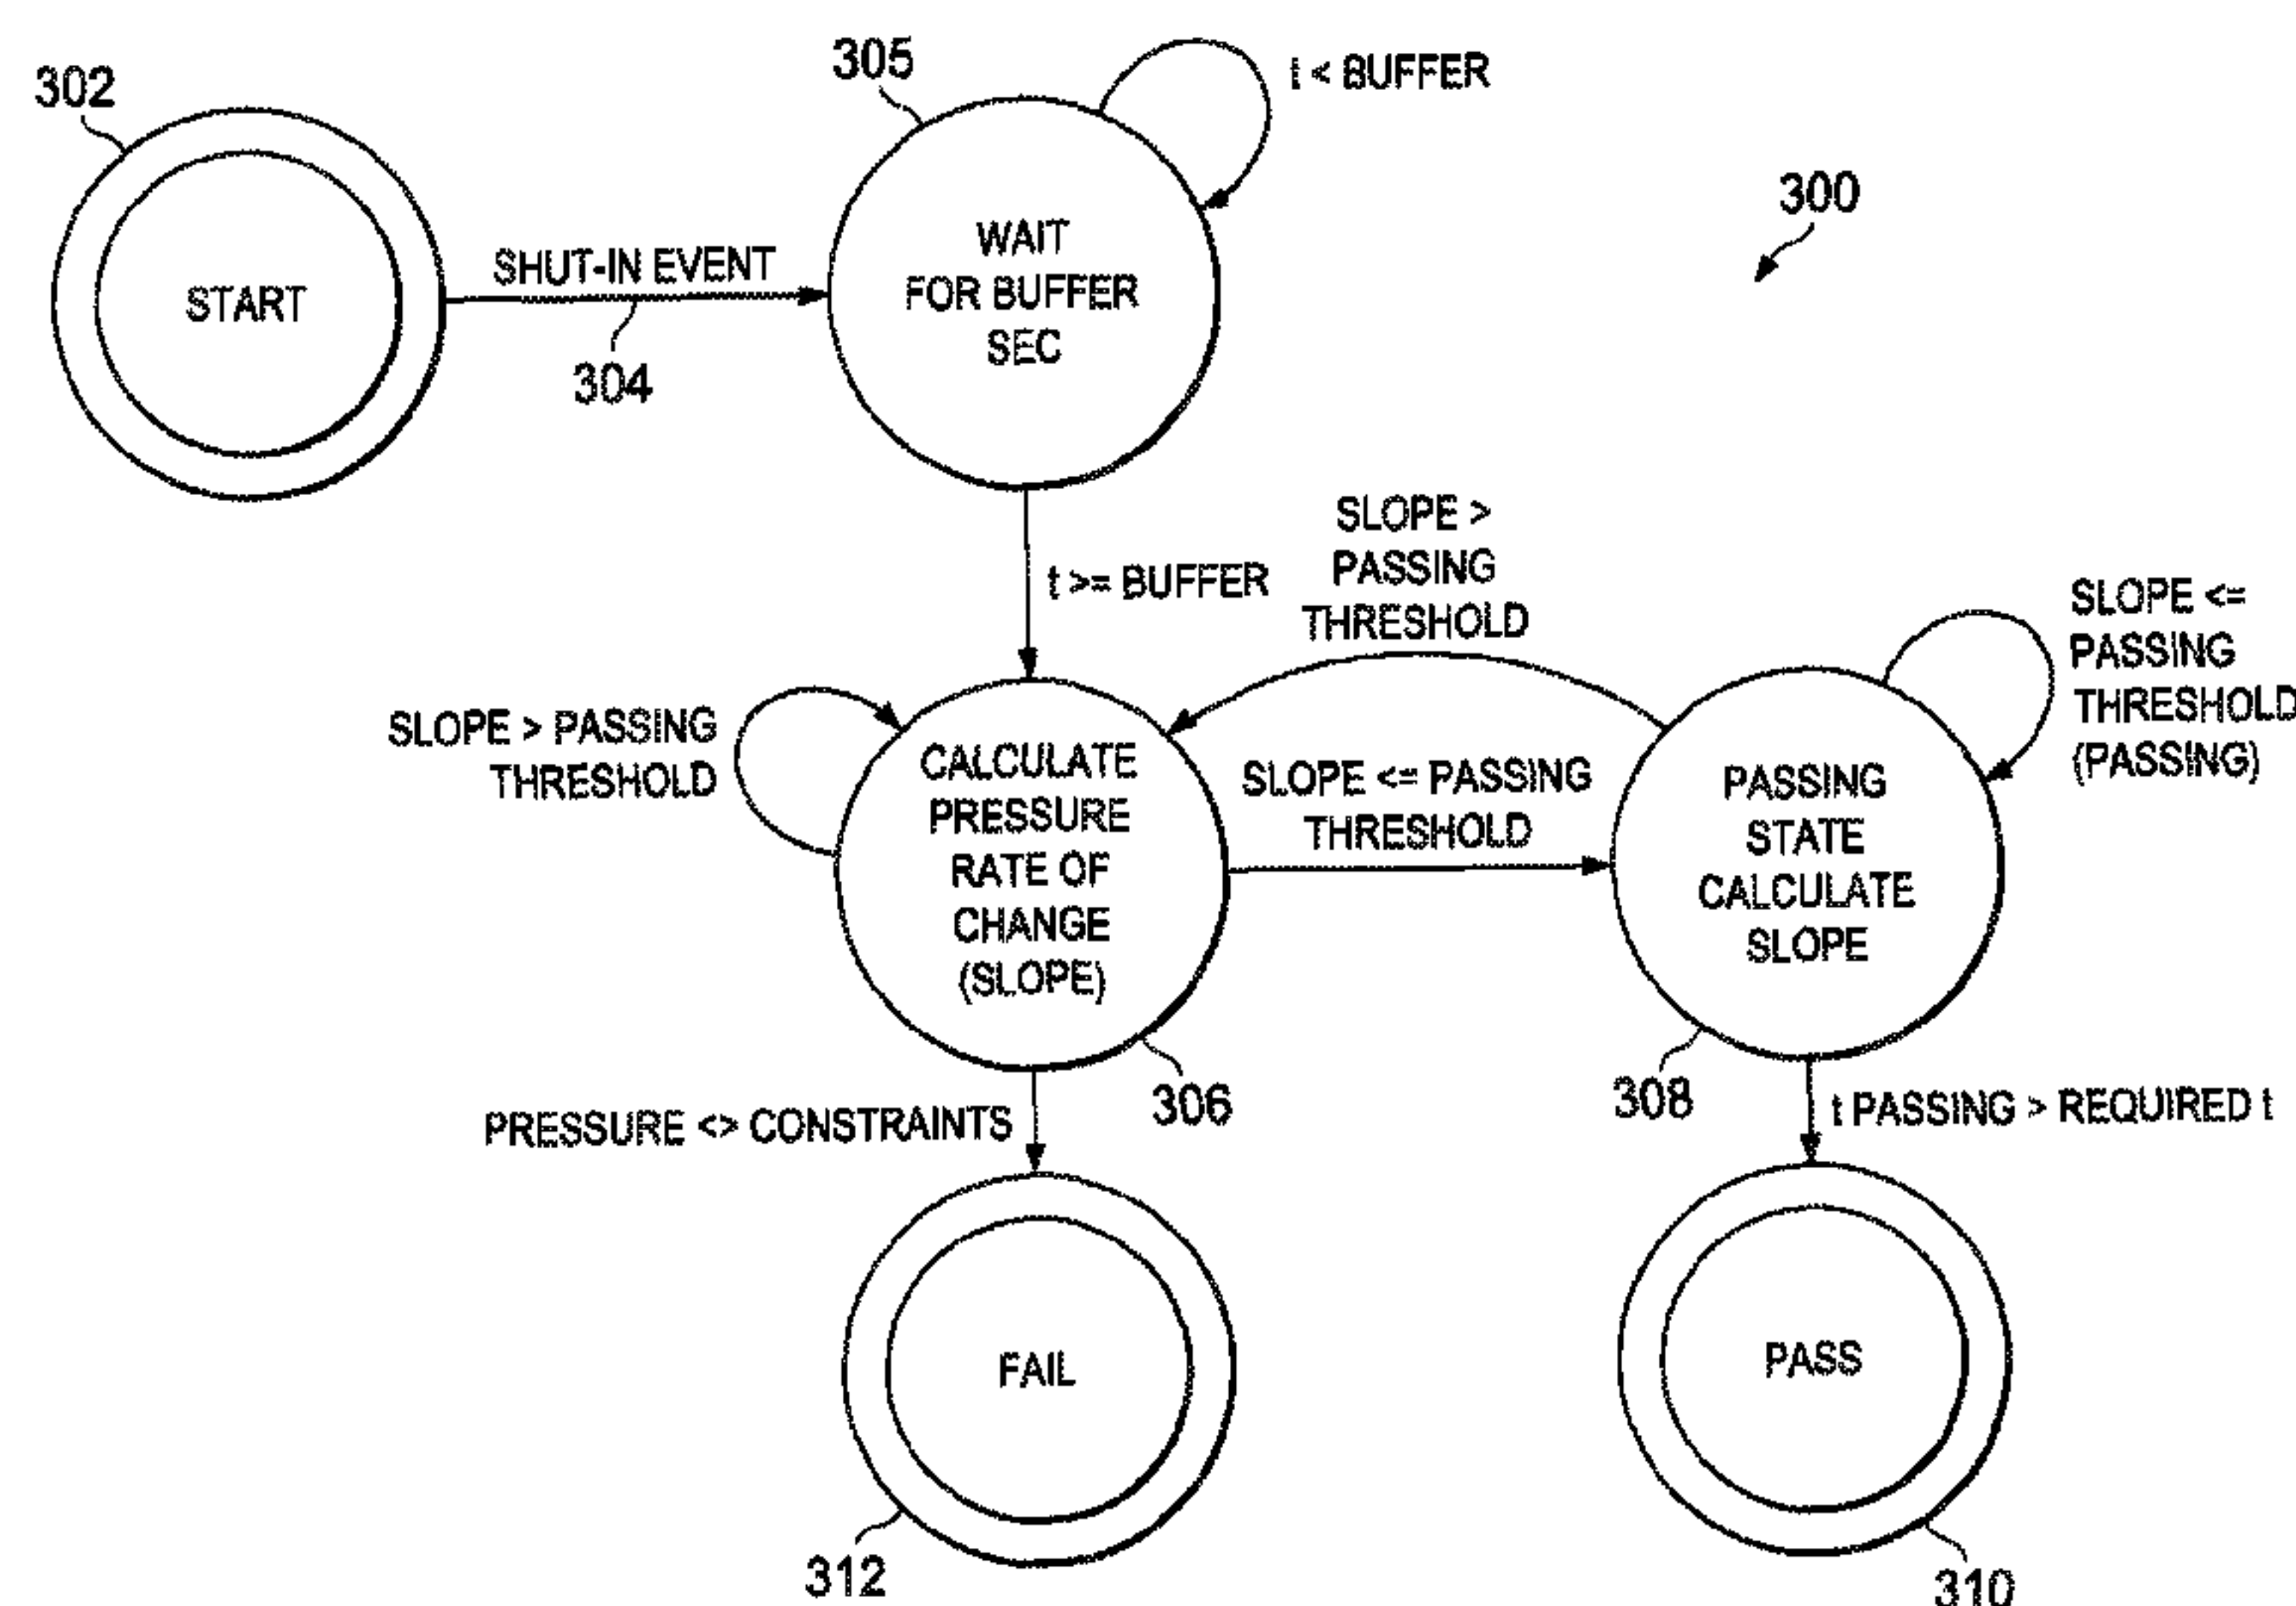 302
START
SHUT-IN EVENT
304
305
WAIT
FOR BUFFER
SEC
t < BUFFER
300
t >= BUFFER
SLOPE >
PASSING
THRESHOLD
SLOPE <=
PASSING
THRESHOLD
(PASSING)
SLOPE > PASSING
THRESHOLD
CALCULATE
PRESSURE
RATE OF
CHANGE
(SLOPE)
306
SLOPE <= PASSING
THRESHOLD
PASSING
STATE
CALCULATE
SLOPE
308
PRESSURE <> CONSTRAINTS
t PASSING > REQUIRED t
FAIL
312
PASS
310